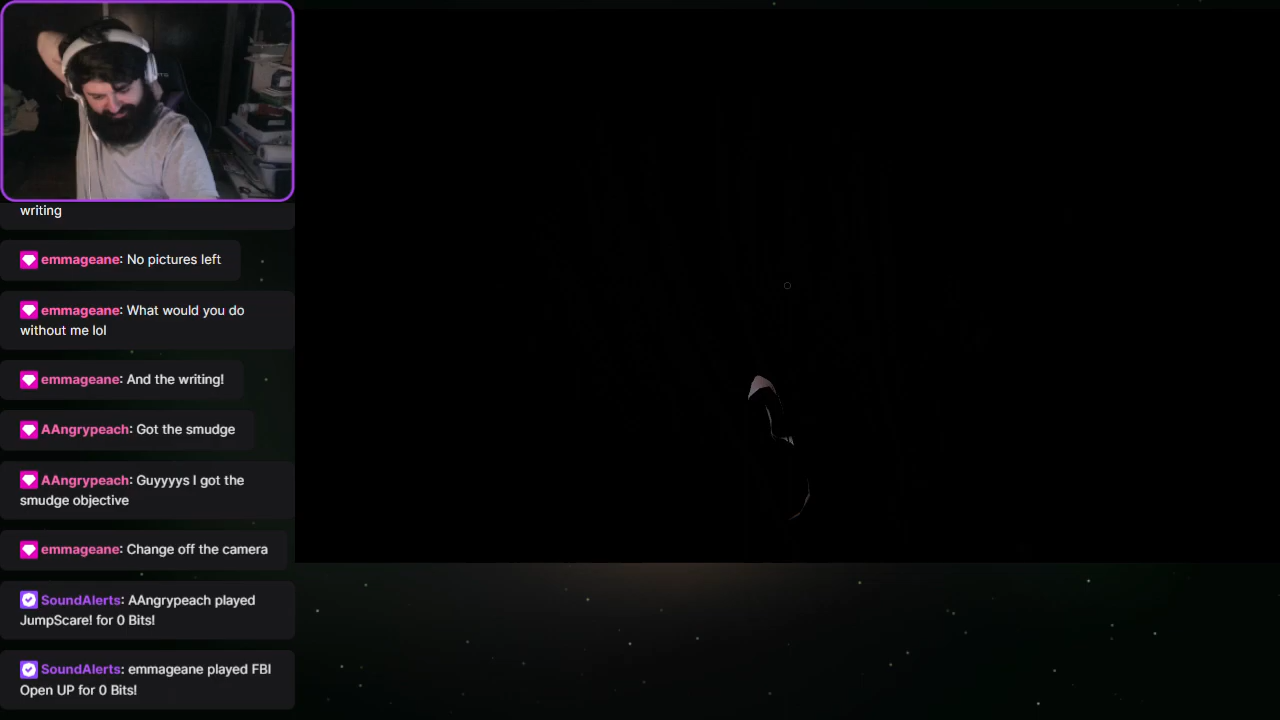 writing
emmageane: No pictures left
emmageane: What would you do
without me lol
emmageane: And the writing!
AAngrypeach: Got the smudge
AAngrypeach: Guyyyys I got the
smudge objective
emmageane: Change off the camera
SoundAlerts: AAngrypeach played
JumpScare! for 0 Bits!
SoundAlerts: emmageane played FBI
Open UP for 0 Bits!